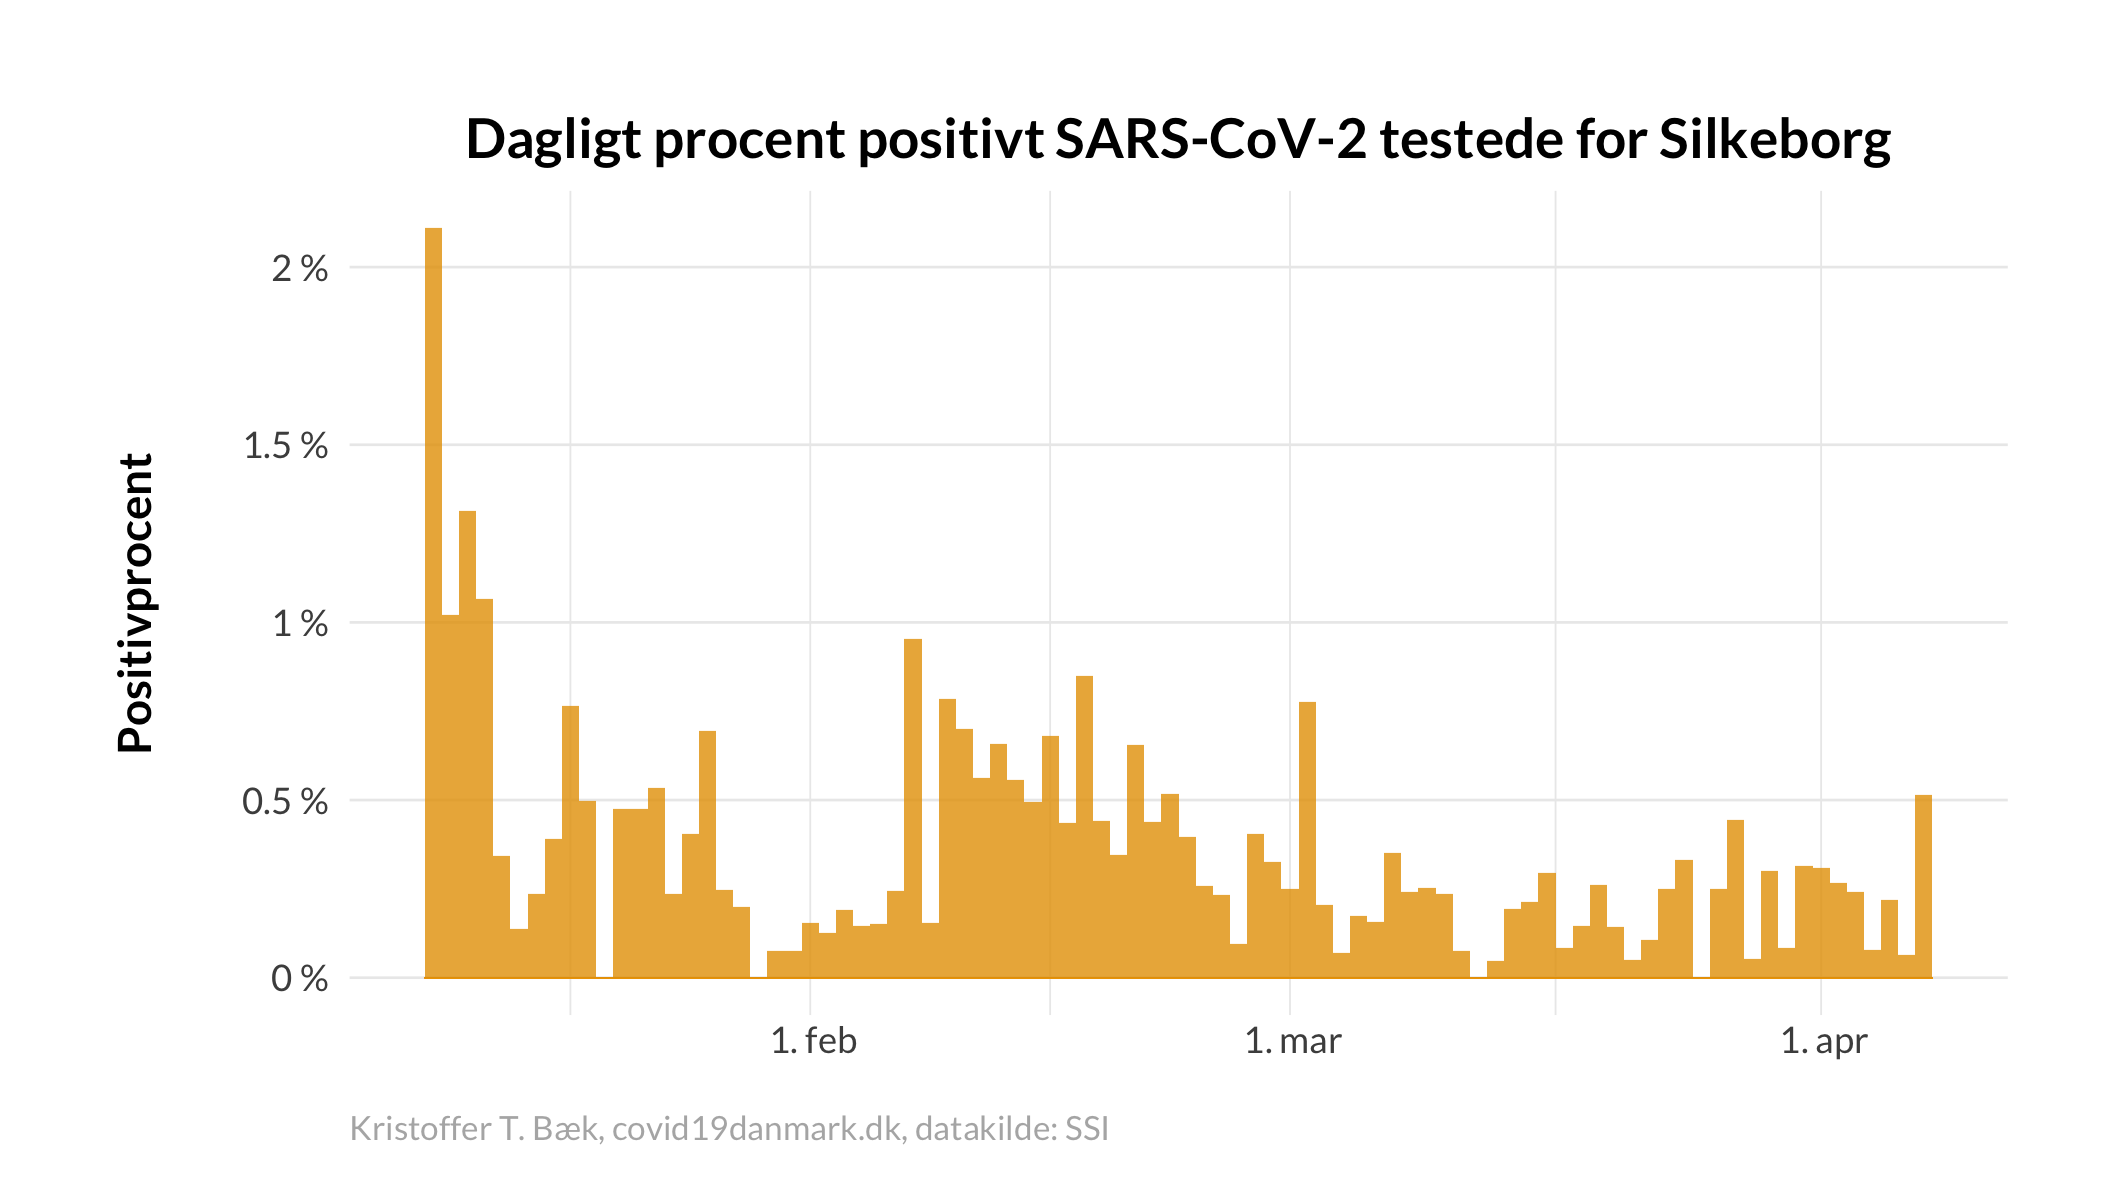 Dagligt procent positivt SARS-CoV-2 testede for Silkeborg
Positivprocent
2 %
1.5 %
1 %
0.5 %
0 %
1. feb
1. mar
1. apr
Kristoffer T. Bæk, covid19danmark.dk, datakilde: SSI